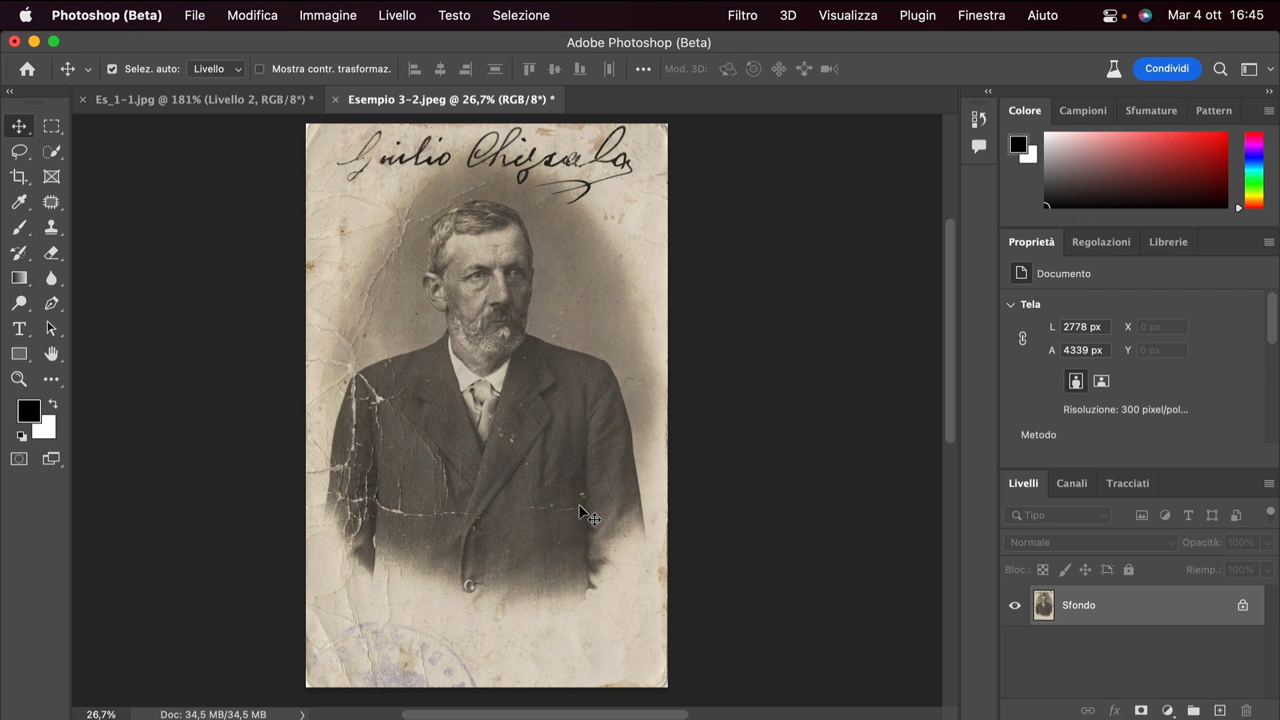 Photoshop (Beta) File Modifica Immagine Livello Testo Selezione Filtro 3D Visualizza Plugin Finestra Aiuto Mar 4 ott 16:45
Adobe Photoshop (Beta)
Selez. auto: Livello Mostra contr. trasformaz. ••• Mod. 3D: Condividi
Es_1-1.jpg @ 181% (Livello 2, RGB/8*) * Esempio 3-2.jpeg @ 26,7% (RGB/8*) *
Colore Campioni Sfumature Pattern
Giulio
Proprietà Regolazioni Librerie
Documento
Tela
L 2778 px X 0 px
A 4339 px Y 0 px
Risoluzione: 300 pixel/pol...
Metodo
Livelli Canali Tracciati
Tipo
Normale Opacità: 100%
Bloc.: Riemp.: 100%
Sfondo
26,7% Doc: 34,5 MB/34,5 MB